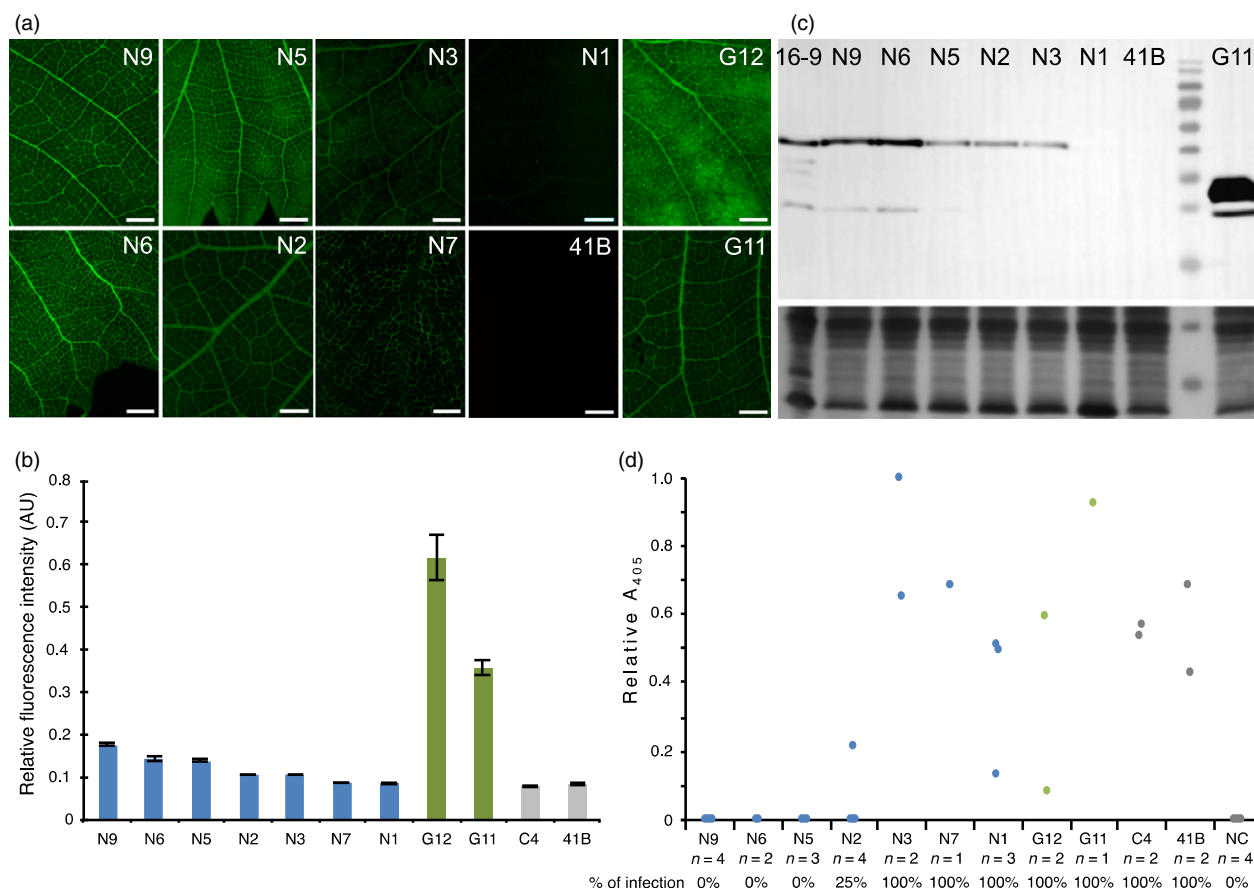 (a)
N9 N5 N3 N1 G12
N6 N2 N7 41B G11
(c)
16-9 N9 N6 N5 N2 N3 N1 41B G11
(b)
Relative fluorescence intensity (AU)
0.8
0.7
0.6
0.5
0.4
0.3
0.2
0.1
0
N9 N6 N5 N2 N3 N7 N1 G12 G11 C4 41B
(d)
Relative A405
1.0
0.8
0.6
0.4
0.2
0
N9 N6 N5 N2 N3 N7 N1 G12 G11 C4 41B NC
n = 4 n = 2 n = 3 n = 4 n = 2 n = 1 n = 3 n = 2 n = 1 n = 2 n = 2 n = 4
% of infection 0% 0% 0% 25% 100% 100% 100% 100% 100% 100% 100% 0%